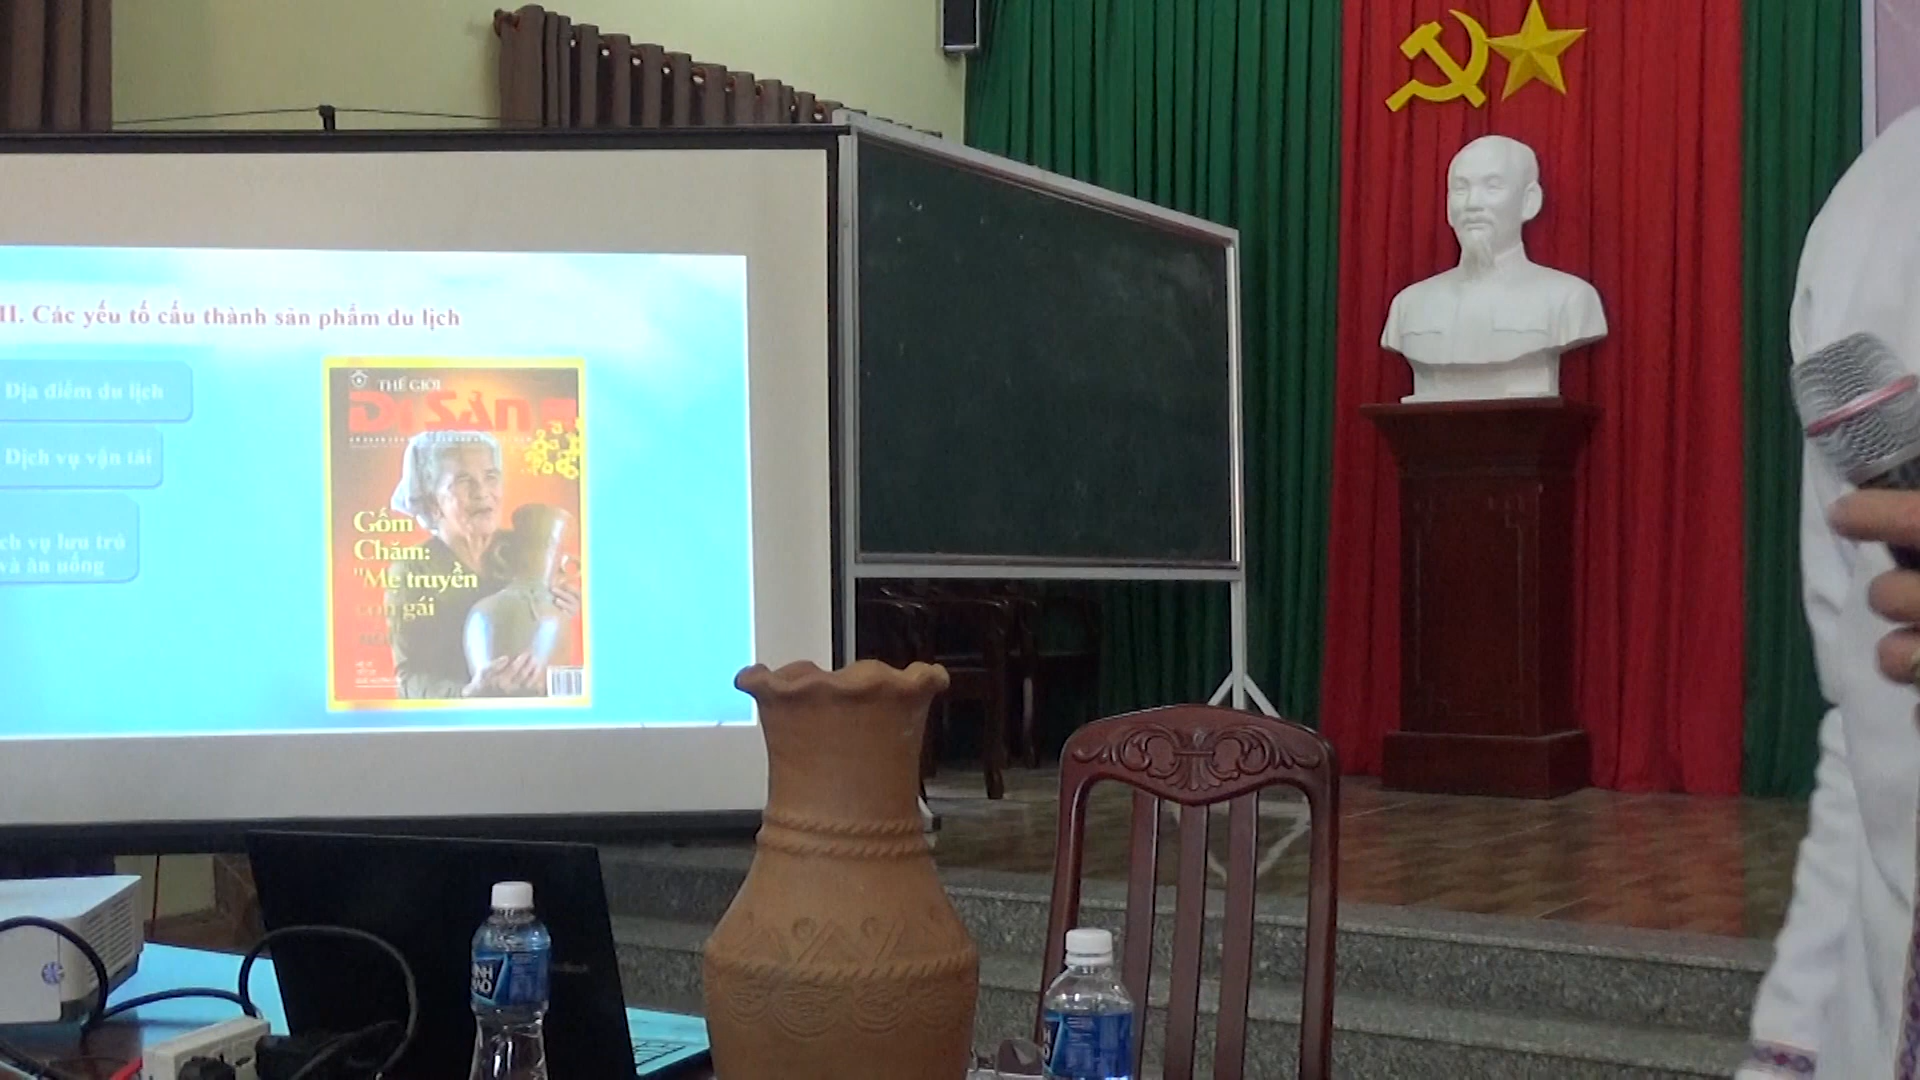 II. Các yếu tố cấu thành sản phẩm du lịch
Địa điểm du lịch
Dịch vụ vận tải
ch vụ lưu trú
và ăn uống
THẾ GIỚI
DI SẢN
Gốm
Chăm:
"Mẹ truyền
con gái